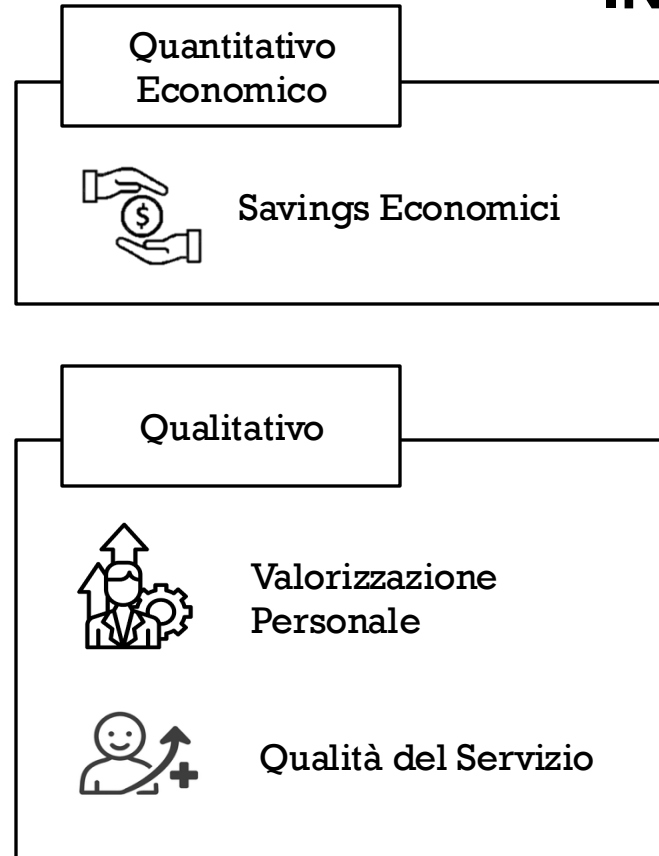 Quantitativo
Economico
$
Savings Economici
Qualitativo
Valorizzazione
Personale
Qualità del Servizio